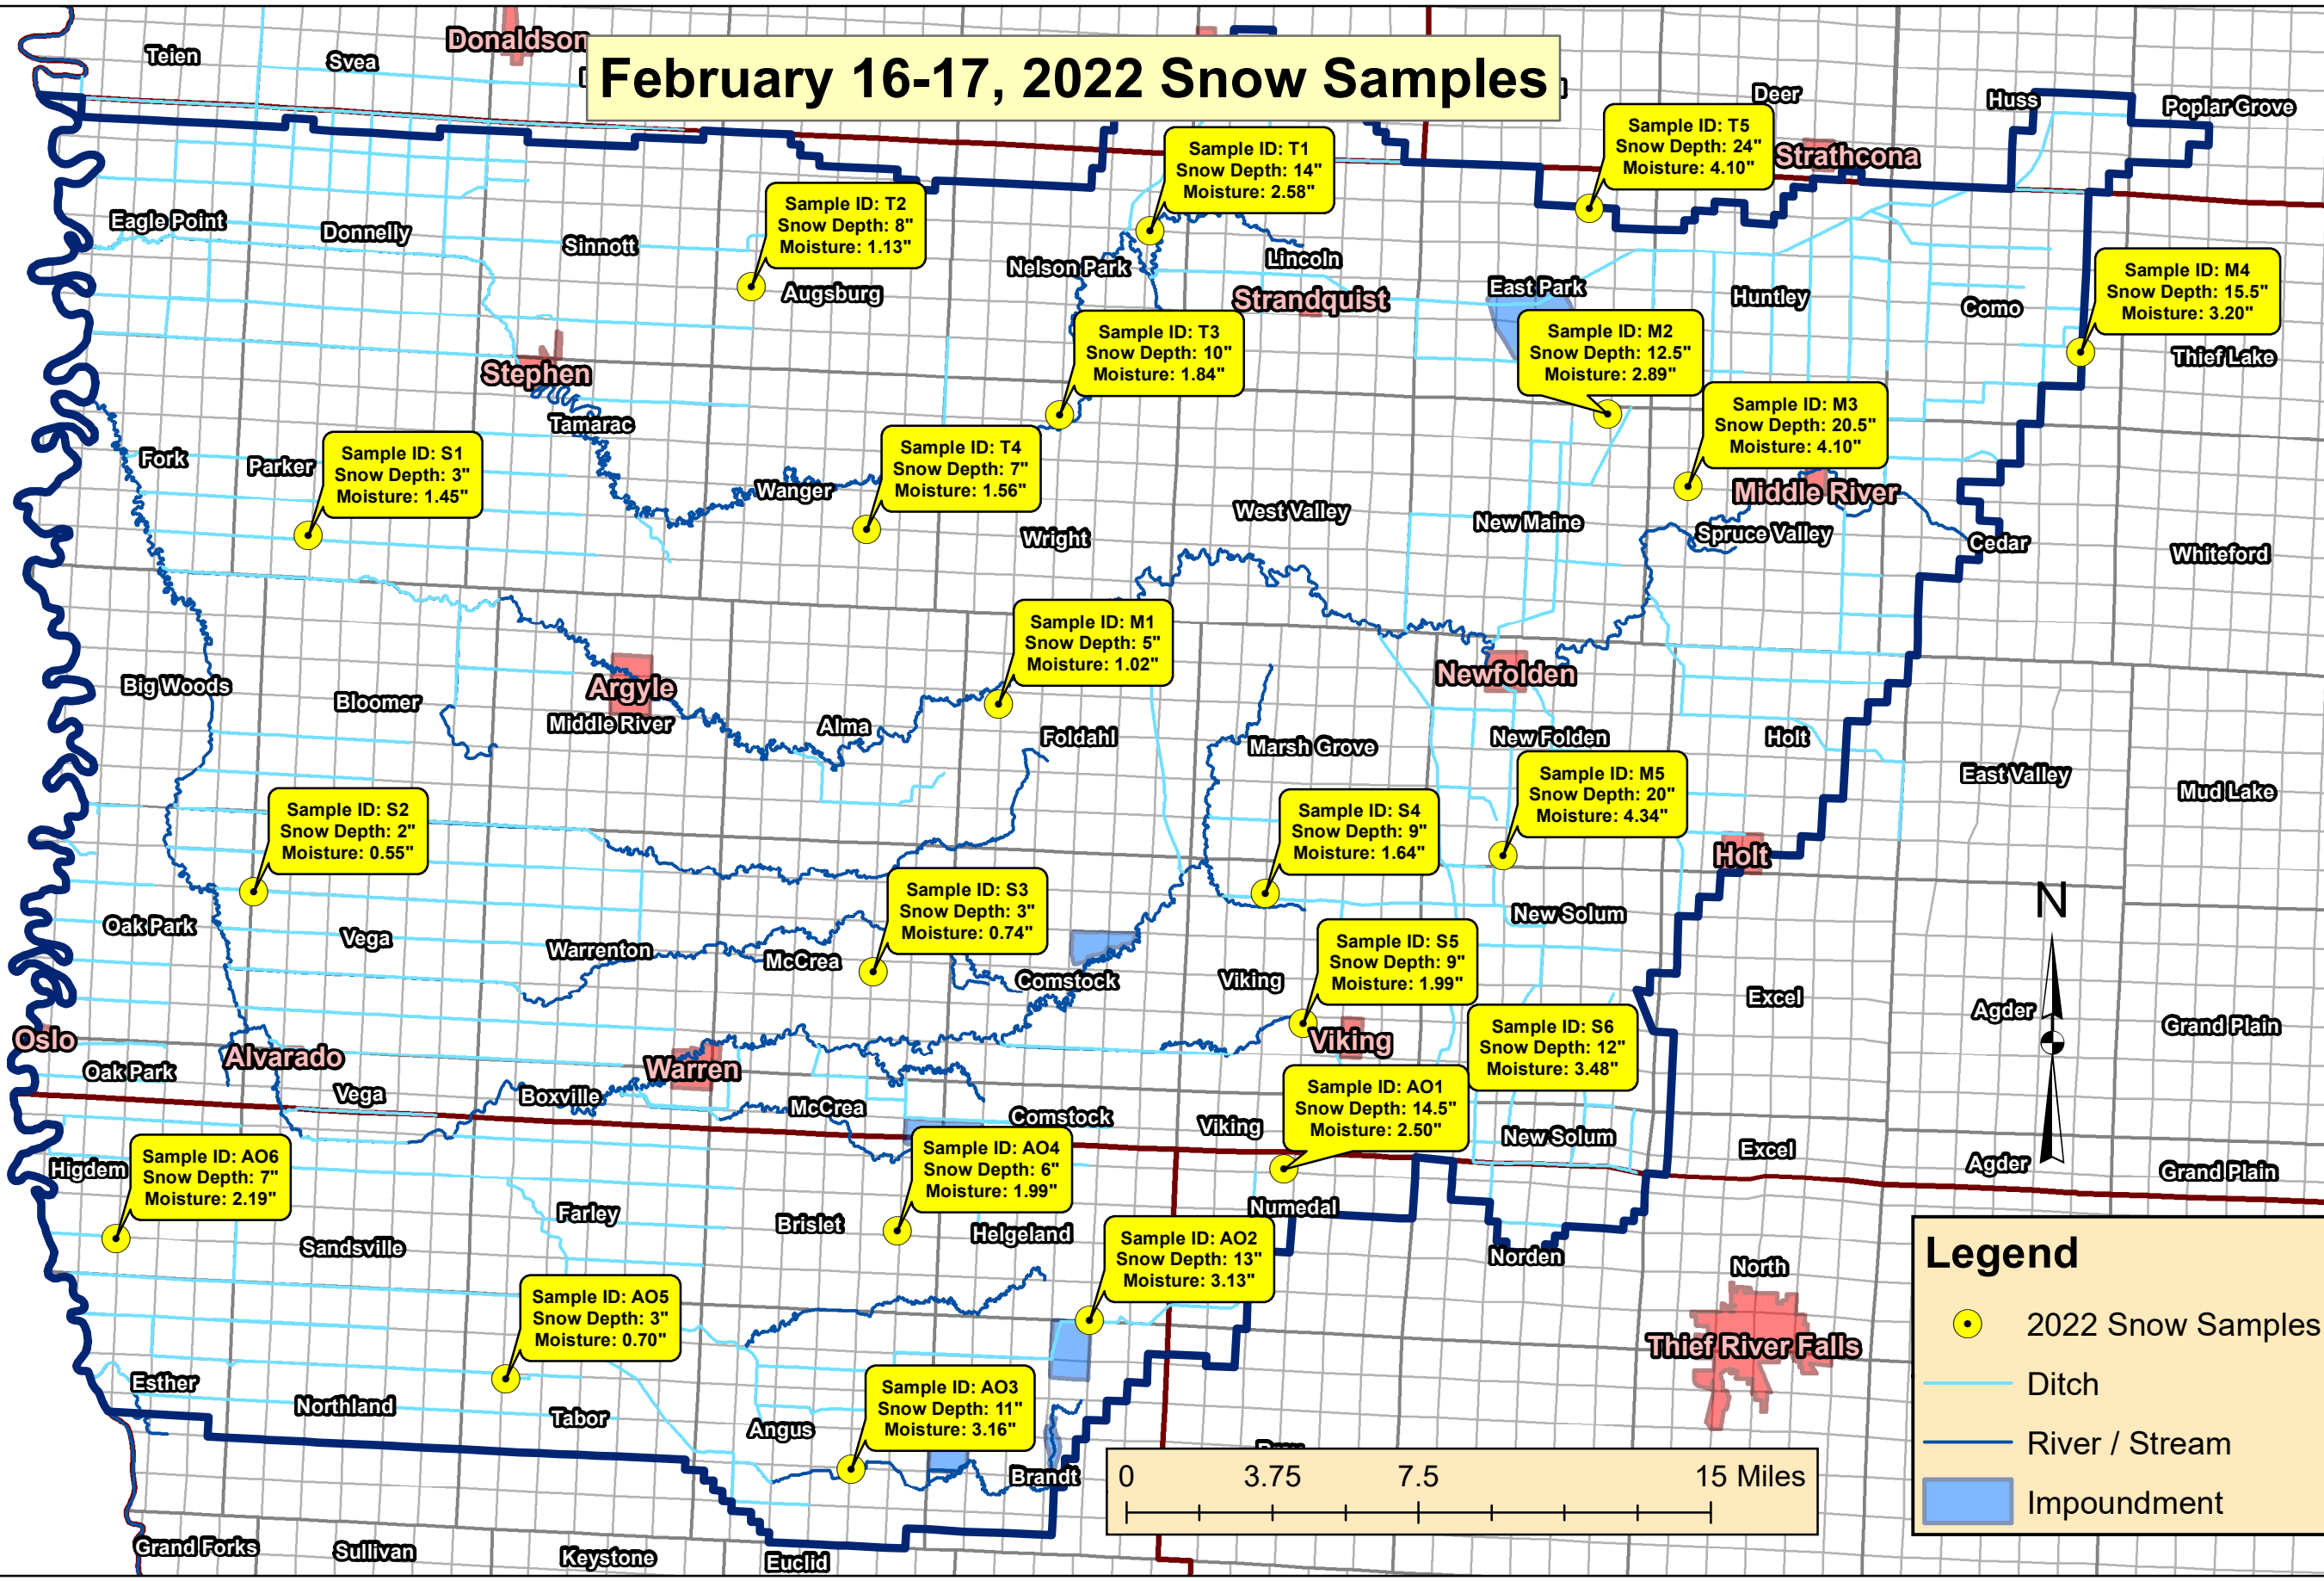 February 16-17, 2022 Snow Samples
Teien
Svea
Donaldson
Deer
Huss
Poplar Grove
Sample ID: T1
Snow Depth: 14"
Moisture: 2.58"
Sample ID: T5
Snow Depth: 24"
Moisture: 4.10"
Strathcona
Sample ID: T2
Snow Depth: 8"
Moisture: 1.13"
Eagle Point
Donnelly
Sinnott
Augsburg
Nelson Park
Lincoln
Strandquist
East Park
Huntley
Como
Sample ID: M4
Snow Depth: 15.5"
Moisture: 3.20"
Thief Lake
Sample ID: T3
Snow Depth: 10"
Moisture: 1.84"
Sample ID: M2
Snow Depth: 12.5"
Moisture: 2.89"
Stephen
Tamarac
Sample ID: M3
Snow Depth: 20.5"
Moisture: 4.10"
Fork
Parker
Sample ID: S1
Snow Depth: 3"
Moisture: 1.45"
Sample ID: T4
Snow Depth: 7"
Moisture: 1.56"
Wanger
Wright
West Valley
New Maine
Middle River
Spruce Valley
Cedar
Whiteford
Sample ID: M1
Snow Depth: 5"
Moisture: 1.02"
Big Woods
Bloomer
Argyle
Middle River
Alma
Foldahl
Marsh Grove
Newfolden
New Folden
Holt
East Valley
Mud Lake
Sample ID: M5
Snow Depth: 20"
Moisture: 4.34"
Sample ID: S2
Snow Depth: 2"
Moisture: 0.55"
Sample ID: S4
Snow Depth: 9"
Moisture: 1.64"
Holt
Sample ID: S3
Snow Depth: 3"
Moisture: 0.74"
N
Oak Park
Vega
Warrenton
McCrea
Comstock
Viking
New Solum
Sample ID: S5
Snow Depth: 9"
Moisture: 1.99"
Excel
Agder
Grand Plain
Sample ID: S6
Snow Depth: 12"
Moisture: 3.48"
Oslo
Alvarado
Warren
Viking
Oak Park
Vega
Boxville
McCrea
Comstock
Viking
Sample ID: AO1
Snow Depth: 14.5"
Moisture: 2.50"
New Solum
Excel
Agder
Grand Plain
Higdem
Sample ID: AO6
Snow Depth: 7"
Moisture: 2.19"
Sample ID: AO4
Snow Depth: 6"
Moisture: 1.99"
Sandsville
Farley
Brislet
Helgeland
Numedal
Norden
North
Sample ID: AO2
Snow Depth: 13"
Moisture: 3.13"
Sample ID: AO5
Snow Depth: 3"
Moisture: 0.70"
Thief River Falls
Esther
Northland
Tabor
Angus
Sample ID: AO3
Snow Depth: 11"
Moisture: 3.16"
Brandt
Grand Forks
Sullivan
Keystone
Euclid
0 3.75 7.5 15 Miles
Legend
2022 Snow Samples
Ditch
River / Stream
Impoundment